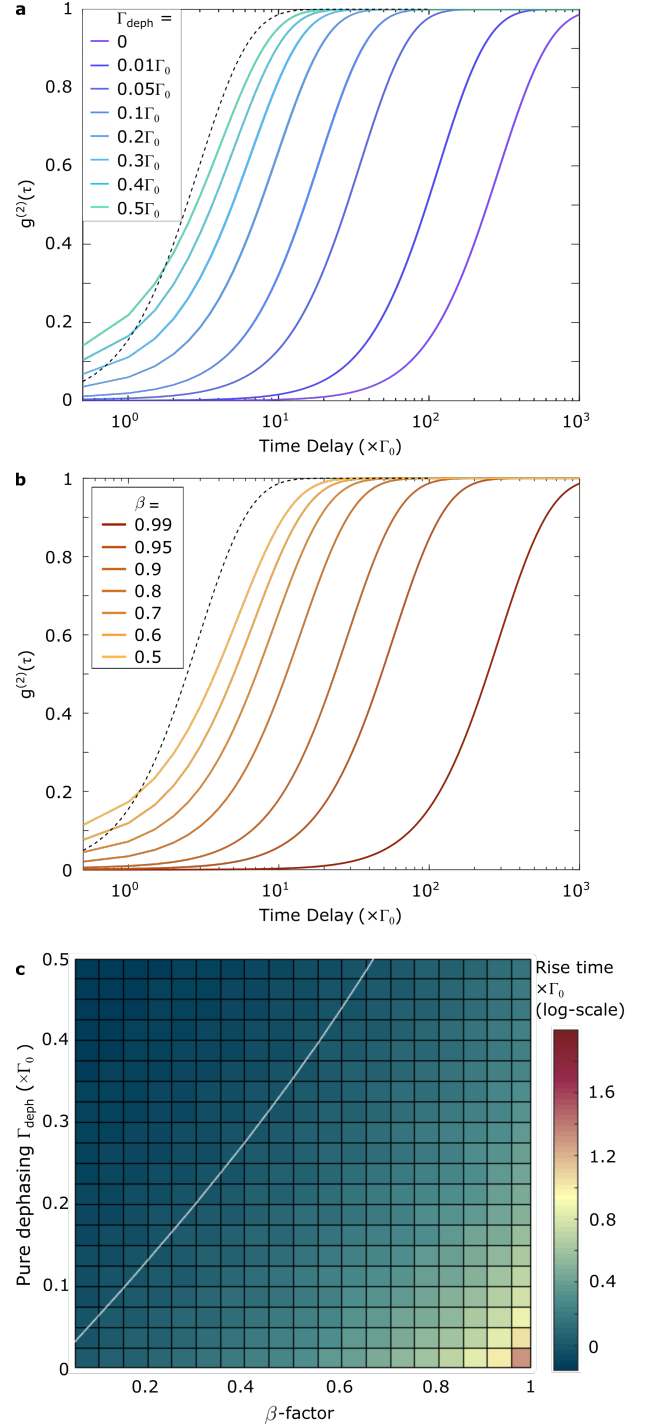 a
Γdeph =
0
0.01Γ0
0.05Γ0
0.1Γ0
0.2Γ0
0.3Γ0
0.4Γ0
0.5Γ0
1
0.8
0.6
0.4
0.2
0
g(2)(τ)
10^0
10^1
10^2
10^3
Time Delay (×Γ0)
b
β =
0.99
0.95
0.9
0.8
0.7
0.6
0.5
1
0.8
0.6
0.4
0.2
0
g(2)(τ)
10^0
10^1
10^2
10^3
Time Delay (×Γ0)
c
0.5
0.4
0.3
0.2
0.1
0
Pure dephasing Γdeph (×Γ0)
0.2
0.4
0.6
0.8
1
β-factor
Rise time
×Γ0
(log-scale)
1.6
1.2
0.8
0.4
0